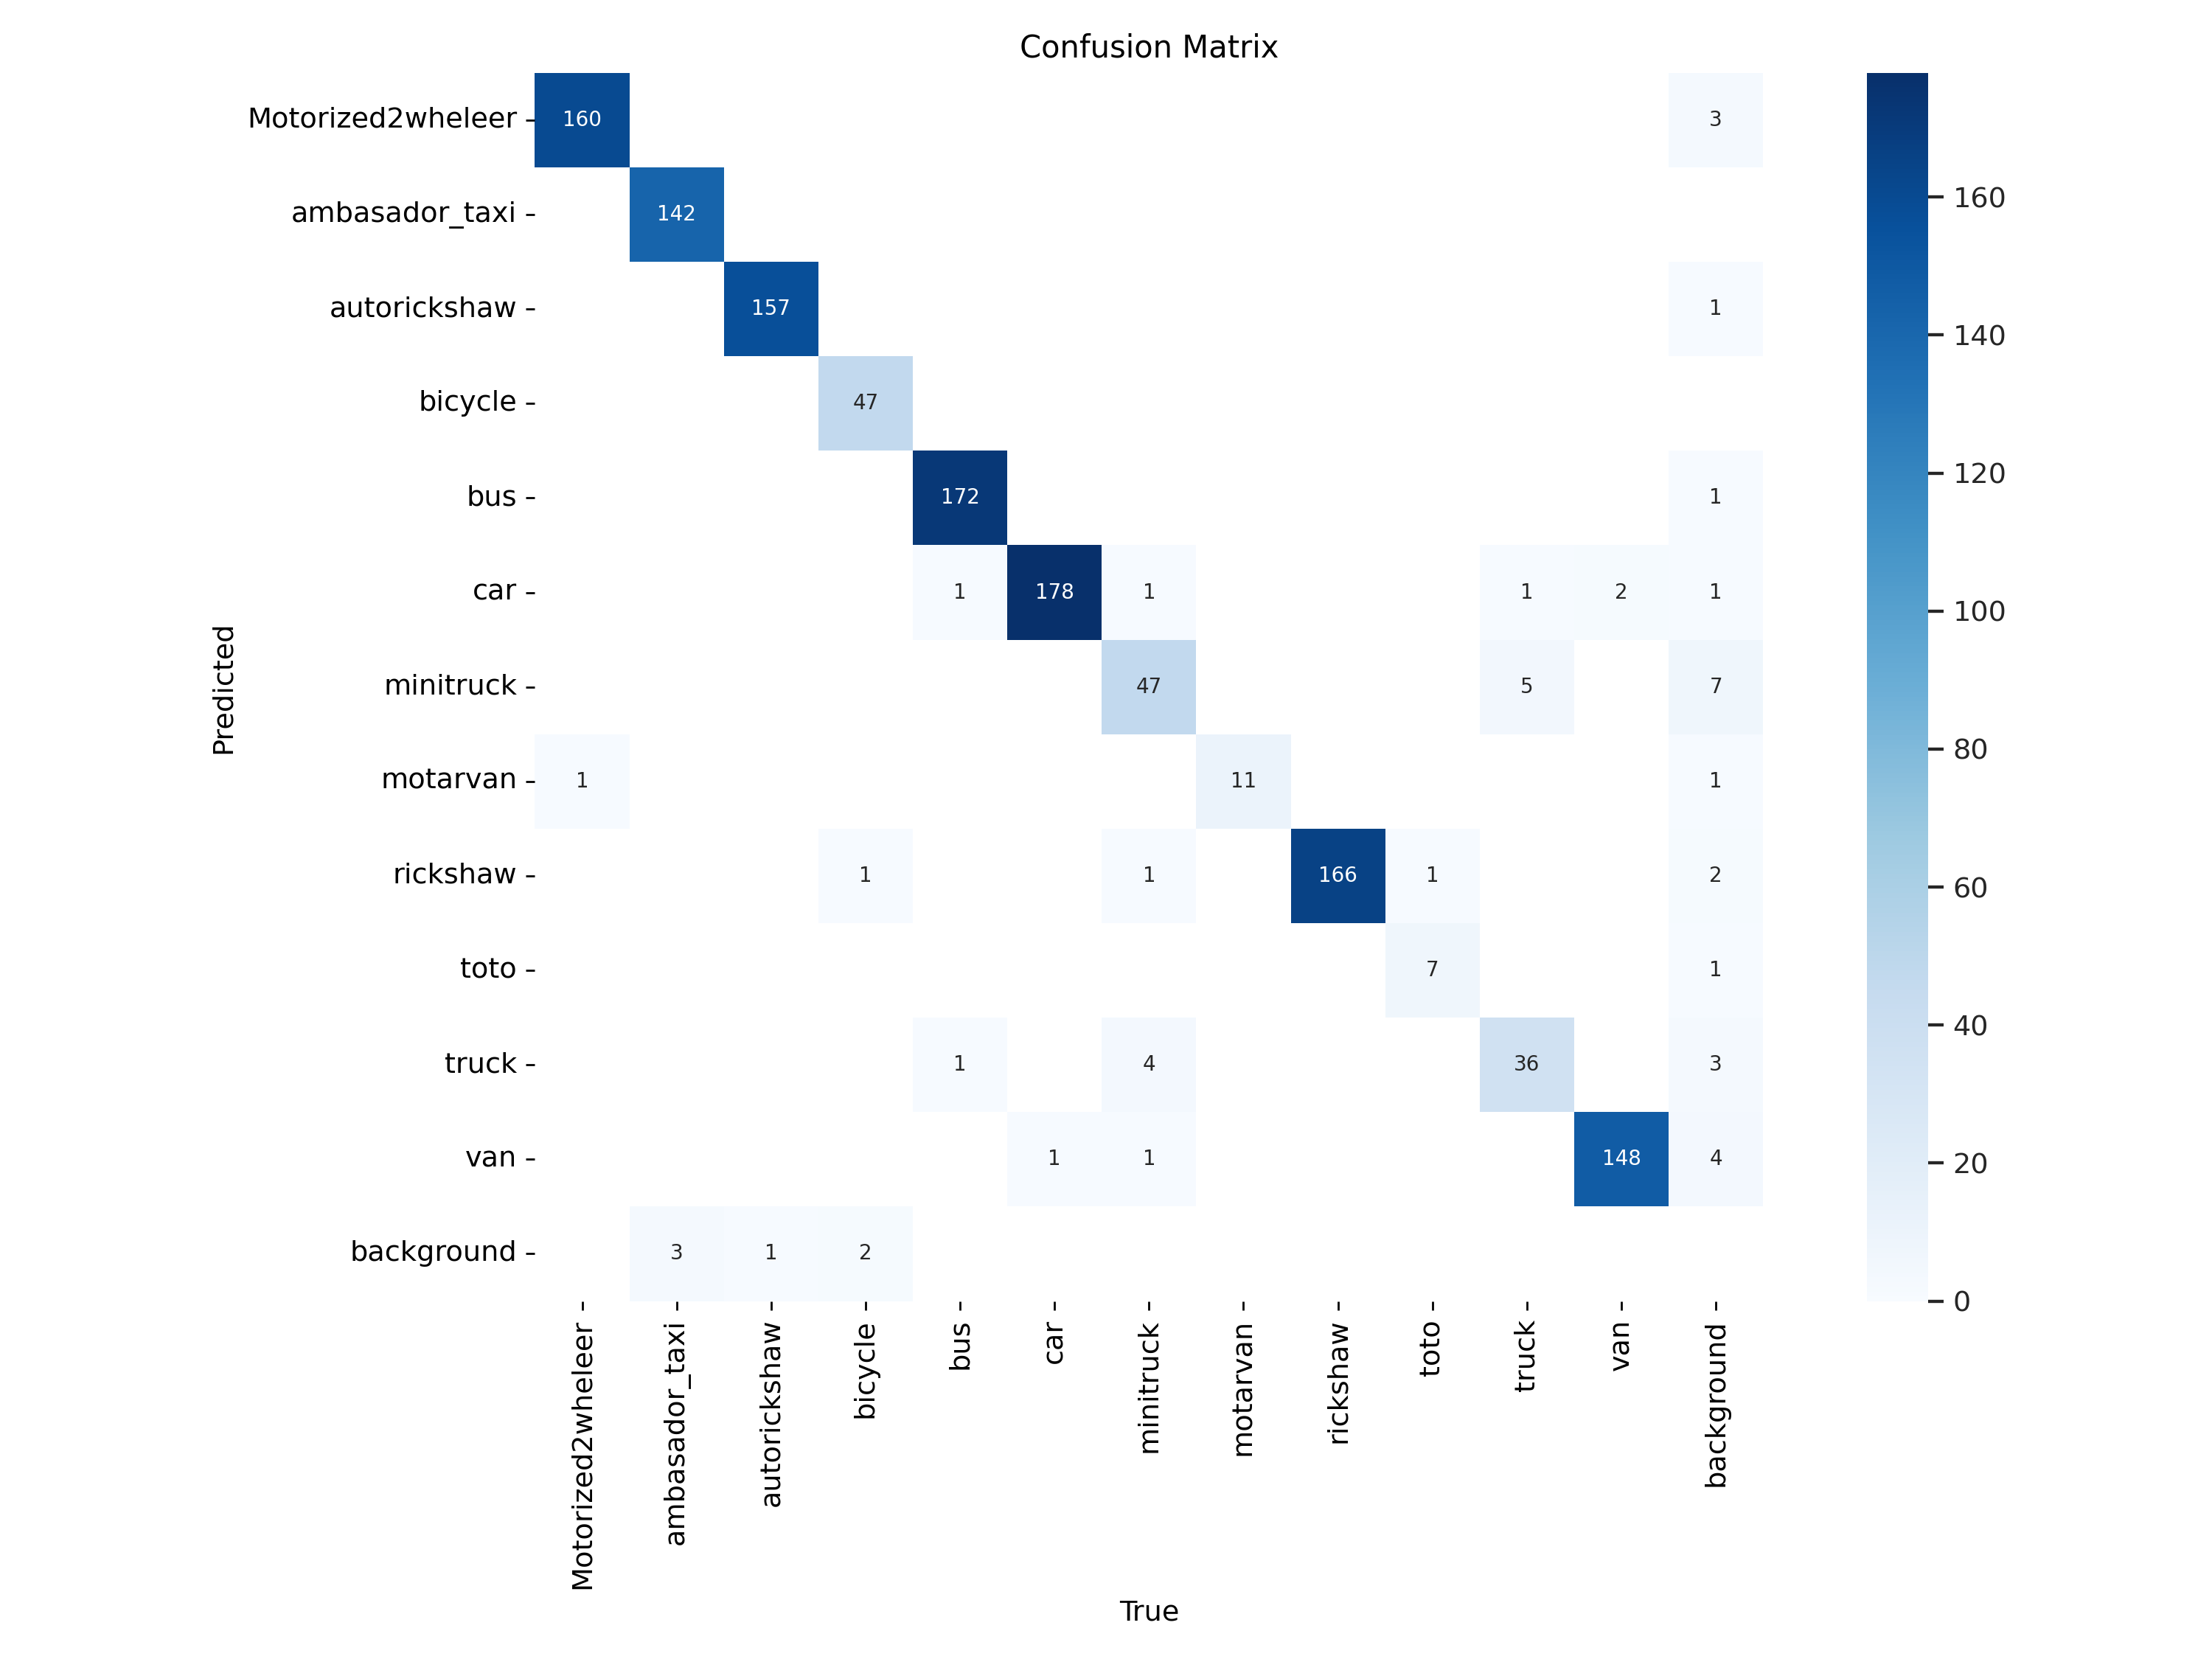 Confusion Matrix
Motorized2wheleer 160 3
ambasador_taxi 142
autorickshaw 157 1
bicycle 47
bus 172 1
car 1 178 1 1 2 1
minitruck 47 5 7
motarvan 1 11 1
rickshaw 1 1 166 1 2
toto 7 1
truck 1 4 36 3
van 1 1 148 4
background 3 1 2
Predicted
Motorized2wheleer
ambasador_taxi
autorickshaw
bicycle
bus
car
minitruck
motarvan
rickshaw
toto
truck
van
background
True
160
140
120
100
80
60
40
20
0